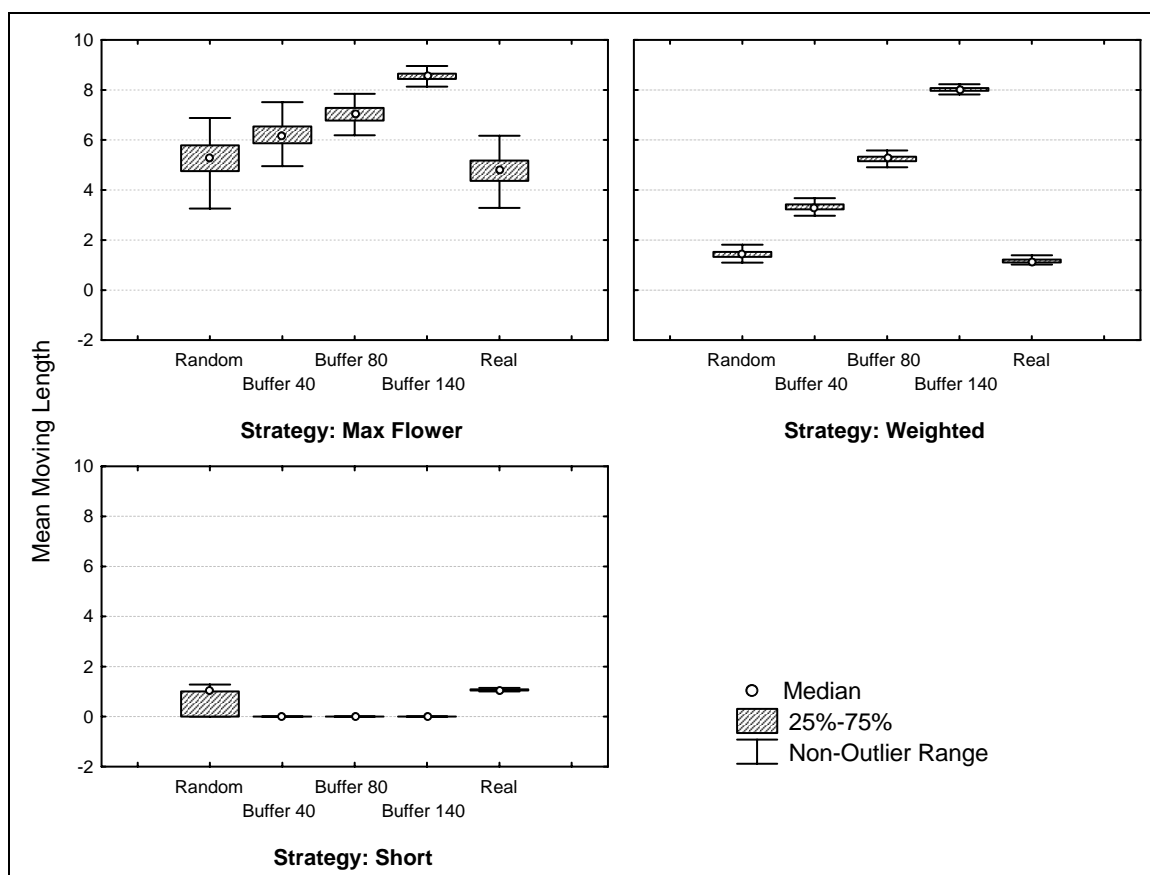 Mean Moving Length
10
8
6
4
2
0
-2
Random
Buffer 40
Buffer 80
Buffer 140
Real
Strategy: Max Flower
Random
Buffer 40
Buffer 80
Buffer 140
Real
Strategy: Weighted
10
8
6
4
2
0
-2
Random
Buffer 40
Buffer 80
Buffer 140
Real
Strategy: Short
Median
25%-75%
Non-Outlier Range